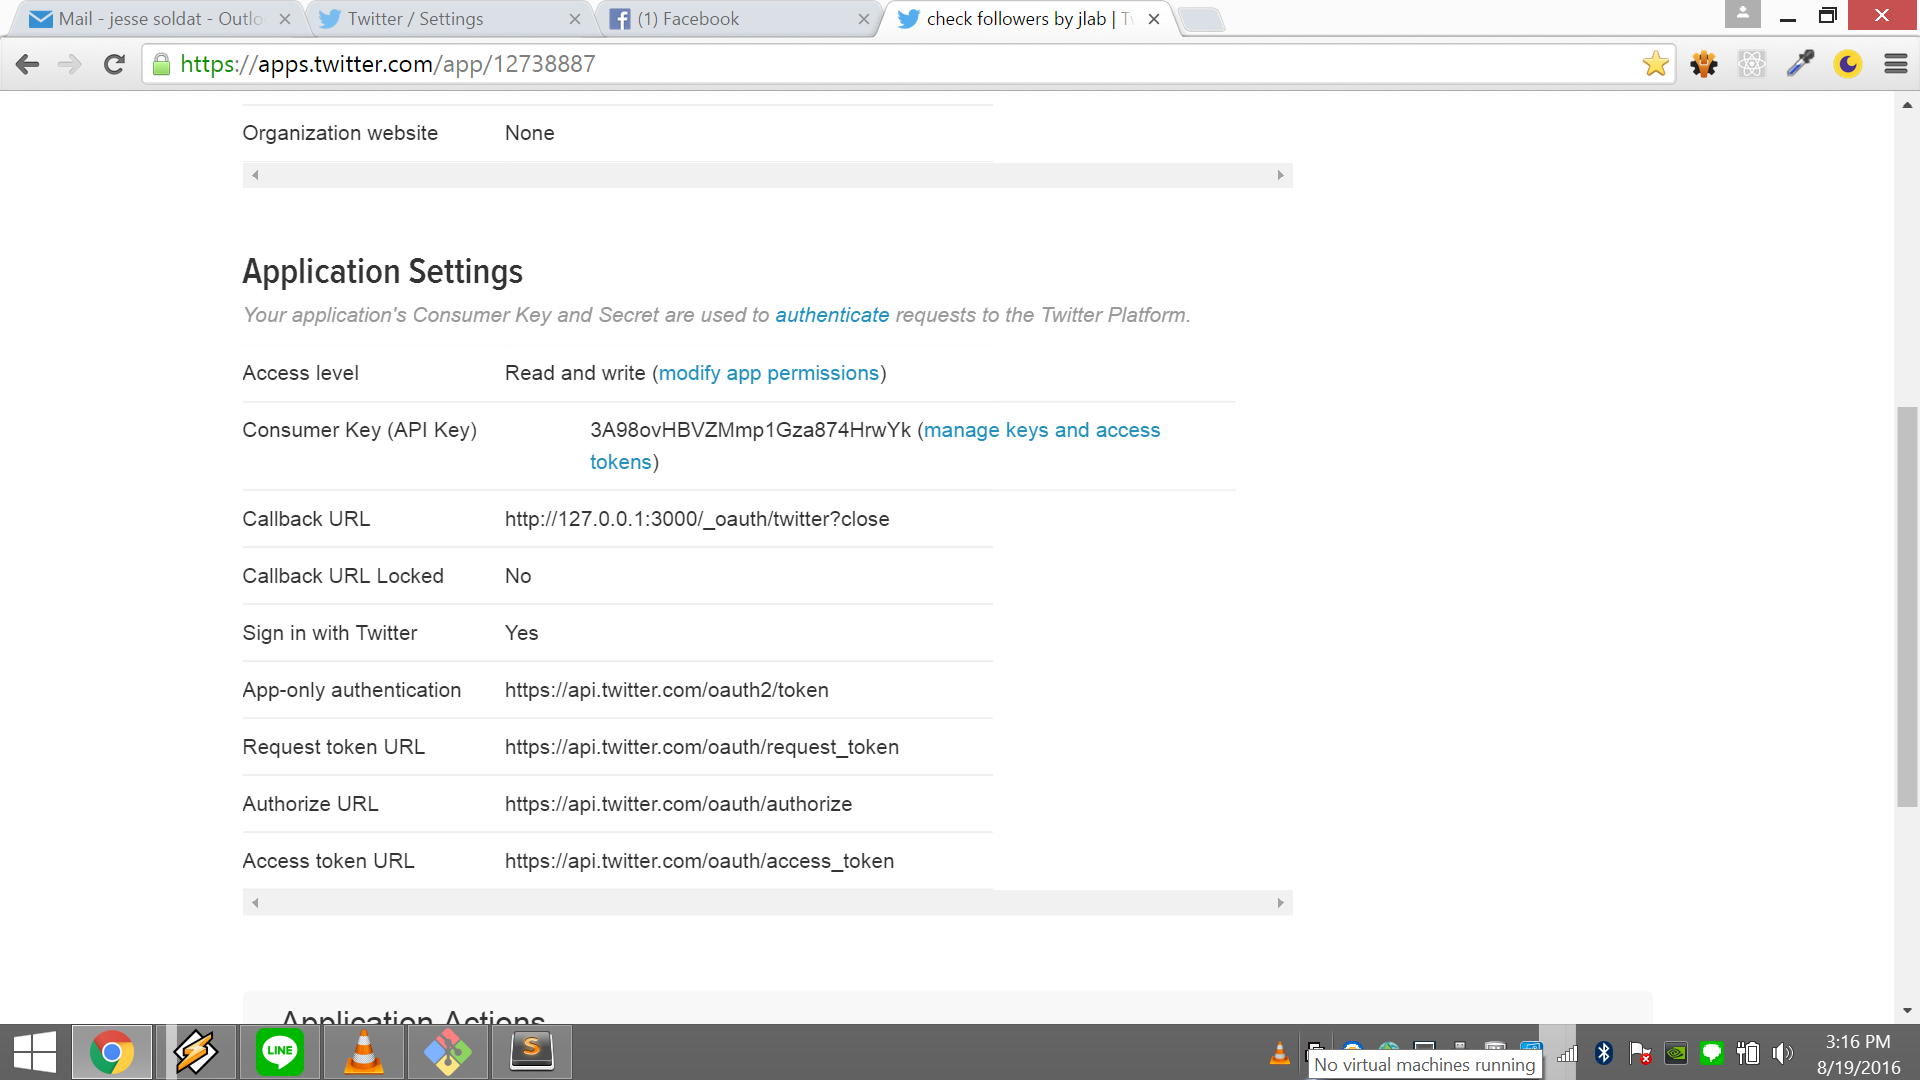 Mail - jesse soldat - Outlo
Twitter / Settings
(1) Facebook
check followers by jlab | Tw
https://apps.twitter.com/app/12738887
Organization website None
Application Settings
Your application's Consumer Key and Secret are used to authenticate requests to the Twitter Platform.
Access level Read and write (modify app permissions)
Consumer Key (API Key) 3A98ovHBVZMmp1Gza874HrwYk (manage keys and access
tokens)
Callback URL http://127.0.0.1:3000/_oauth/twitter?close
Callback URL Locked No
Sign in with Twitter Yes
App-only authentication https://api.twitter.com/oauth2/token
Request token URL https://api.twitter.com/oauth/request_token
Authorize URL https://api.twitter.com/oauth/authorize
Access token URL https://api.twitter.com/oauth/access_token
Application Actions
LINE
S
No virtual machines running
3:16 PM
8/19/2016